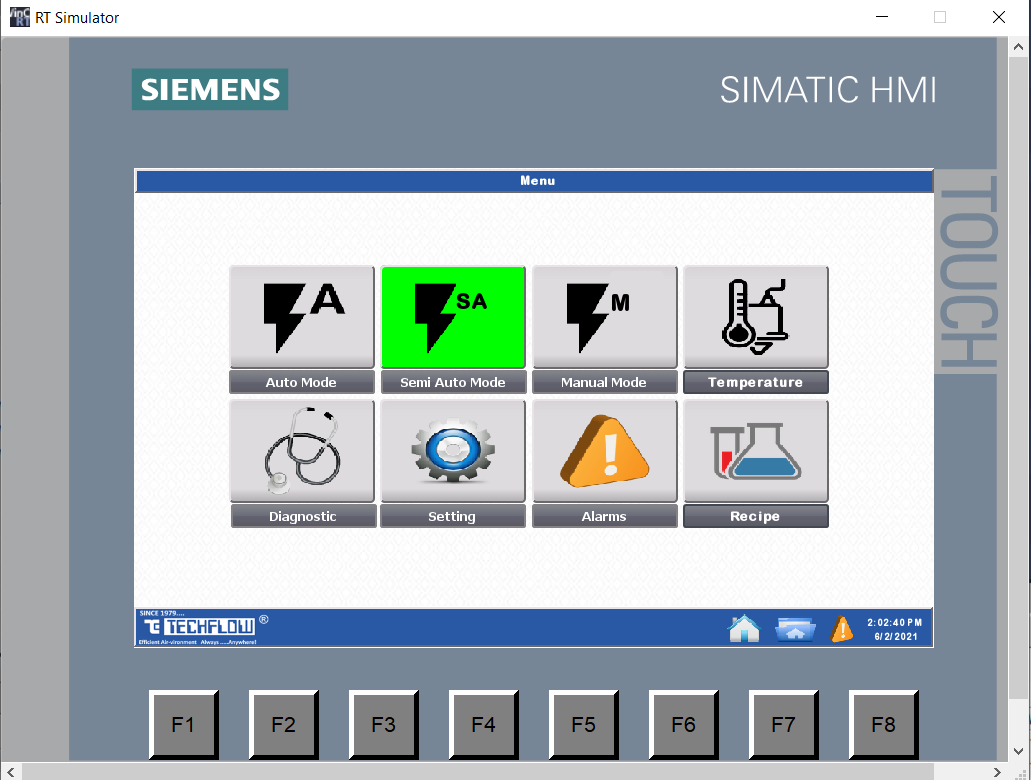 RT Simulator
SIEMENS
SIMATIC HMI
TOUCH
Menu
A
SA
M
Auto Mode
Semi Auto Mode
Manual Mode
Temperature
Diagnostic
Setting
Alarms
Recipe
SINCE 1979....
TECHFLOW ®
Efficient Air-vironment Always.....Anywhere!
2:02:40 PM
6/2/2021
F1
F2
F3
F4
F5
F6
F7
F8